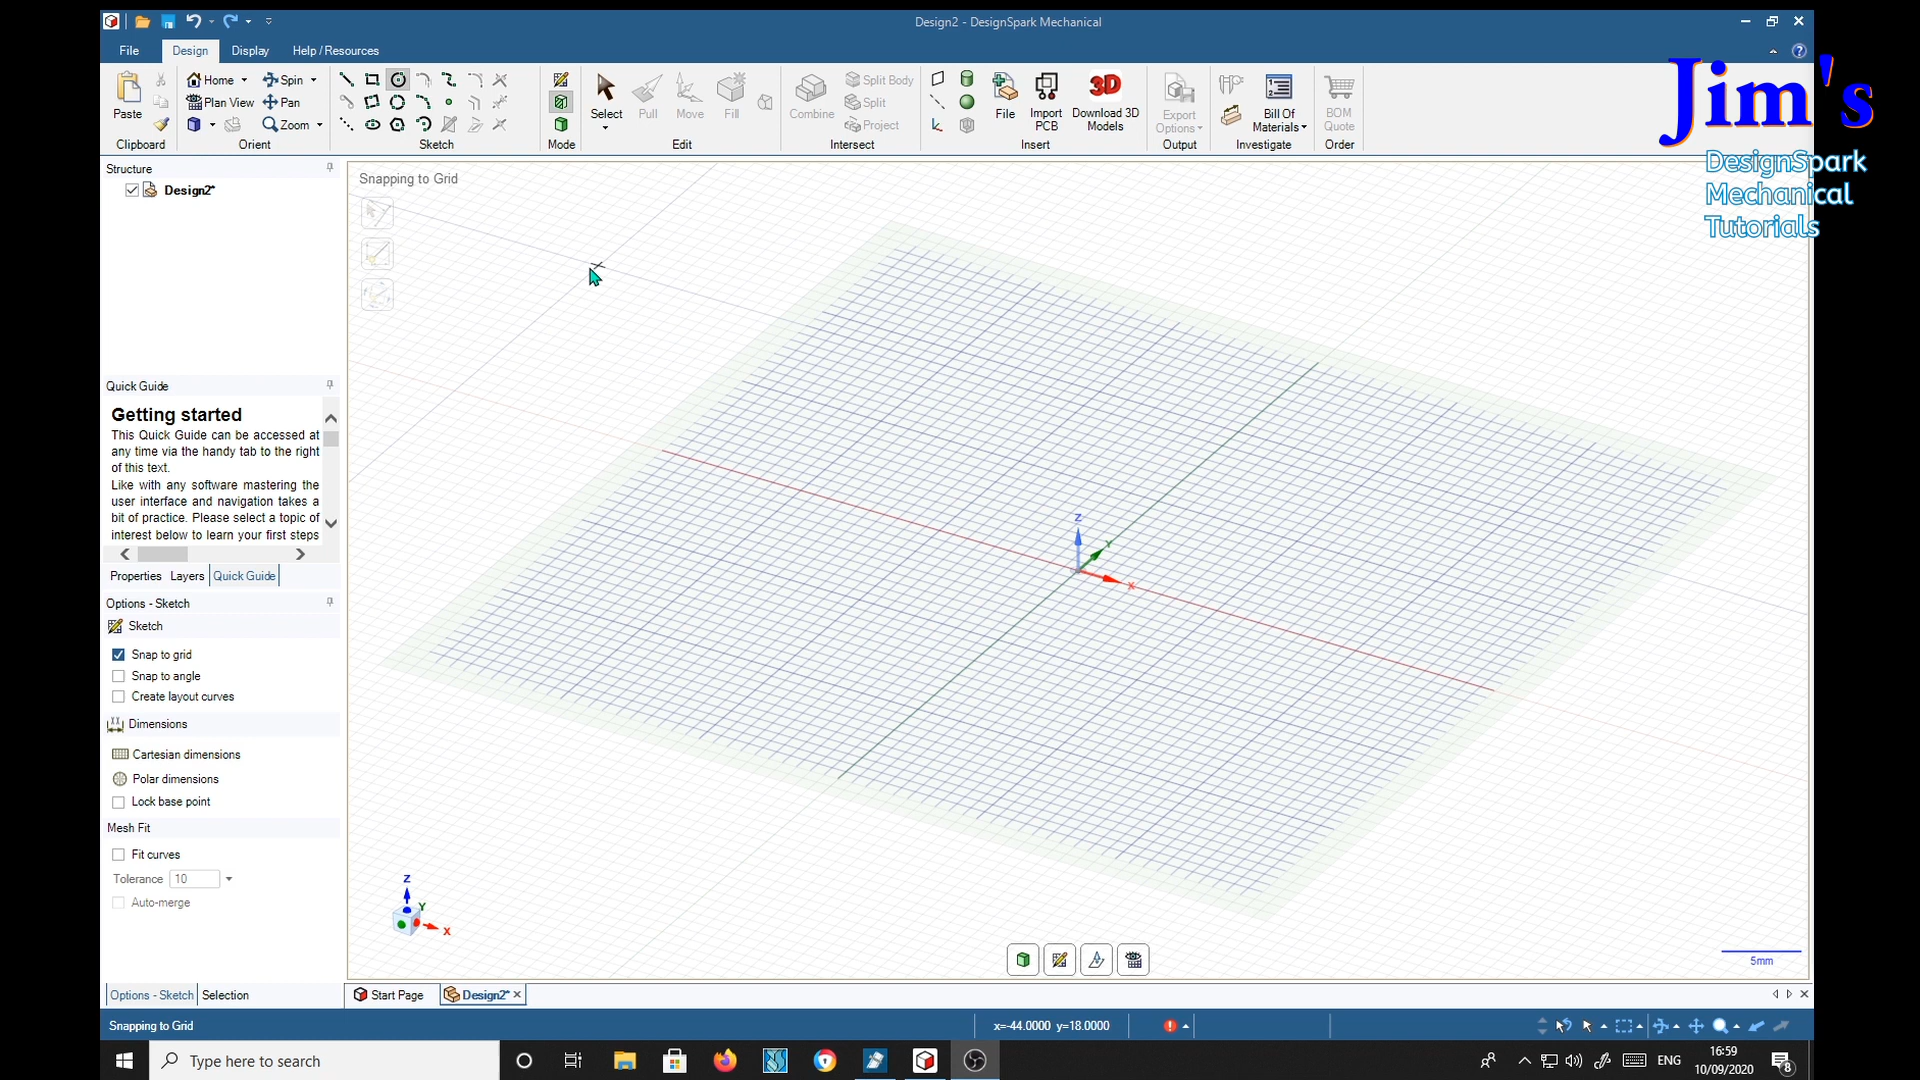 Design2 - DesignSpark Mechanical
File Design Display Help / Resources
Jim's
DesignSpark
Mechanical
Tutorials
Paste
Clipboard
Home Spin
Plan View Pan
Zoom
Orient
Sketch
Mode
Select Pull Move Fill
Edit
Combine
Split Body
Split
Project
Intersect
File
Import
PCB
Download 3D
Models
3D
Insert
Export
Options
Output
Bill Of
Materials
Investigate
BOM
Quote
Order
Structure
Design2*
Snapping to Grid
Quick Guide
Getting started
This Quick Guide can be accessed at
any time via the handy tab to the right
of this text.
Like with any software mastering the
user interface and navigation takes a
bit of practice. Please select a topic of
interest below to learn your first steps
Properties Layers Quick Guide
Options - Sketch
Sketch
Snap to grid
Snap to angle
Create layout curves
Dimensions
Cartesian dimensions
Polar dimensions
Lock base point
Mesh Fit
Fit curves
Tolerance 10
Auto-merge
Z
Y
X
Z
Y
X
5mm
Options - Sketch Selection
Start Page Design2*
Snapping to Grid
x=-44.0000 y=18.0000
Type here to search
ENG
16:59
10/09/2020
8